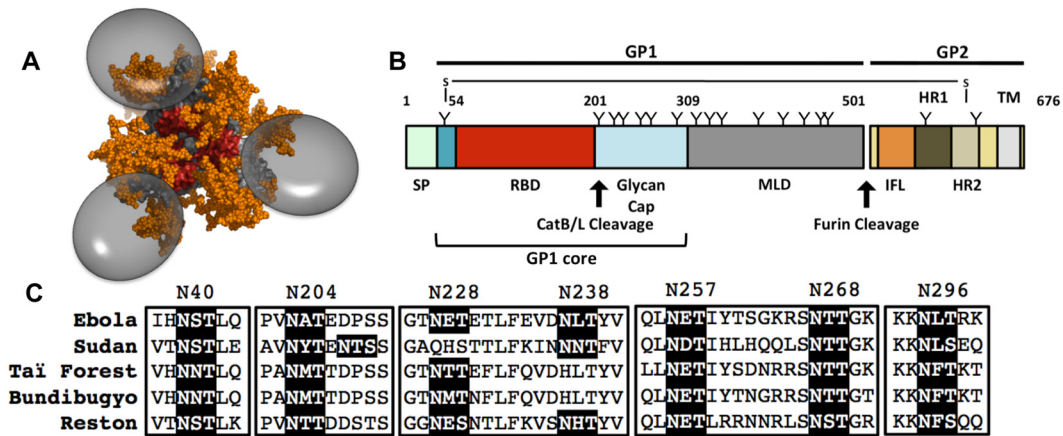 A
B
GP1 GP2
S S
1 54 201 309 501 HR1 TM 676
Y Y Y Y Y Y Y Y Y Y Y Y Y Y Y Y Y
SP RBD Glycan Cap MLD IFL HR2
CatB/L Cleavage Furin Cleavage
GP1 core
C
N40 N204 N228 N238 N257 N268 N296
Ebola IHNSTLQ PVNATEDPSS GTNETETLFEVDNLTYV QLNETIYTSGKRSNTTGK KKNLTRK
Sudan VTNSTLE AVNYTENTSS GAQHSTTLFKINNNTFV QLNDTIHLHQQLSNTTGK KKNLSEQ
Taï Forest VHNNTLQ PANMTTDPSS GTNTTEFLFQVDHLTYV LLNETIYSDNRRSNTTGK KKNFTKT
Bundibugyo VHNNTLQ PANMTTDPSS GTNMTNFLFQVDHLTYV QLNETIYTNGRRSNTTGT KKNFTKT
Reston VTNSTLK PVNTTDDSTS GGNESNTLFKVSNHTYV QLNETLRRNNRLSNSTGR KKNFSQQ